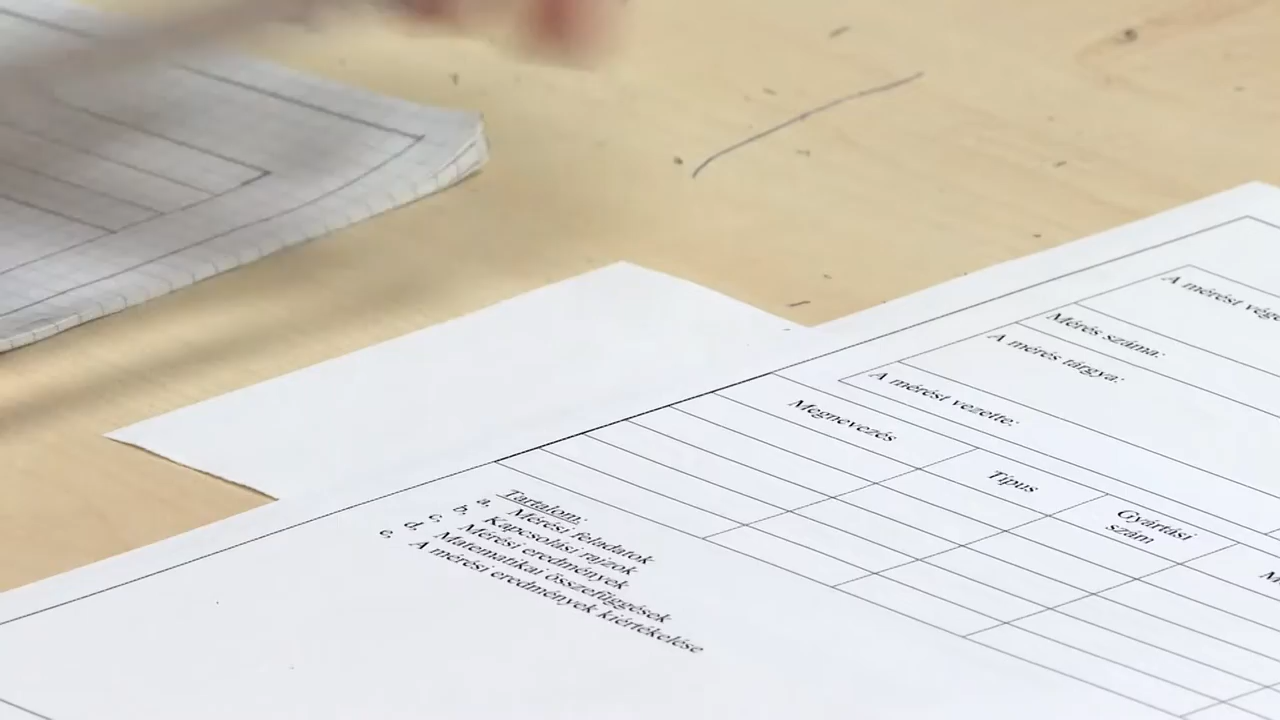 A mérést vége
Mérés száma:
A mérés tárgya:
A mérést vezette:
Megnevezés Típus Gyártási szám M
Tartalom:
a. Mérési feladatok
b. Kapcsolási rajzok
c. Mérési eredmények
d. Matematikai összefüggések
e. A mérési eredmények kiértékelése